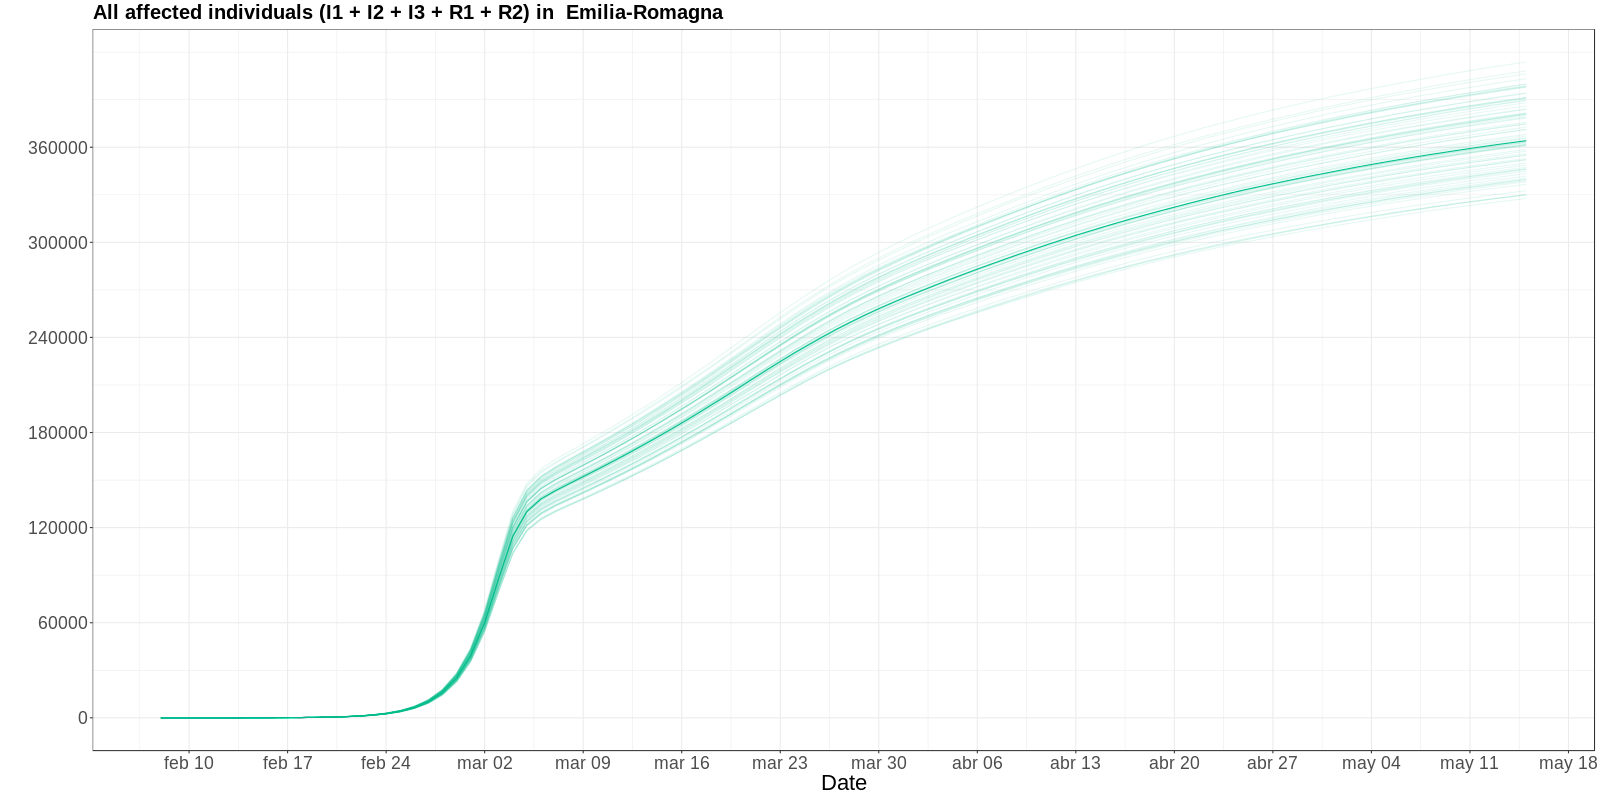 All affected individuals (I1 + I2 + I3 + R1 + R2) in  Emilia-Romagna
360000
300000
240000
180000
120000
60000
0
feb 10 feb 17 feb 24 mar 02 mar 09 mar 16 mar 23 mar 30 abr 06 abr 13 abr 20 abr 27 may 04 may 11 may 18
Date